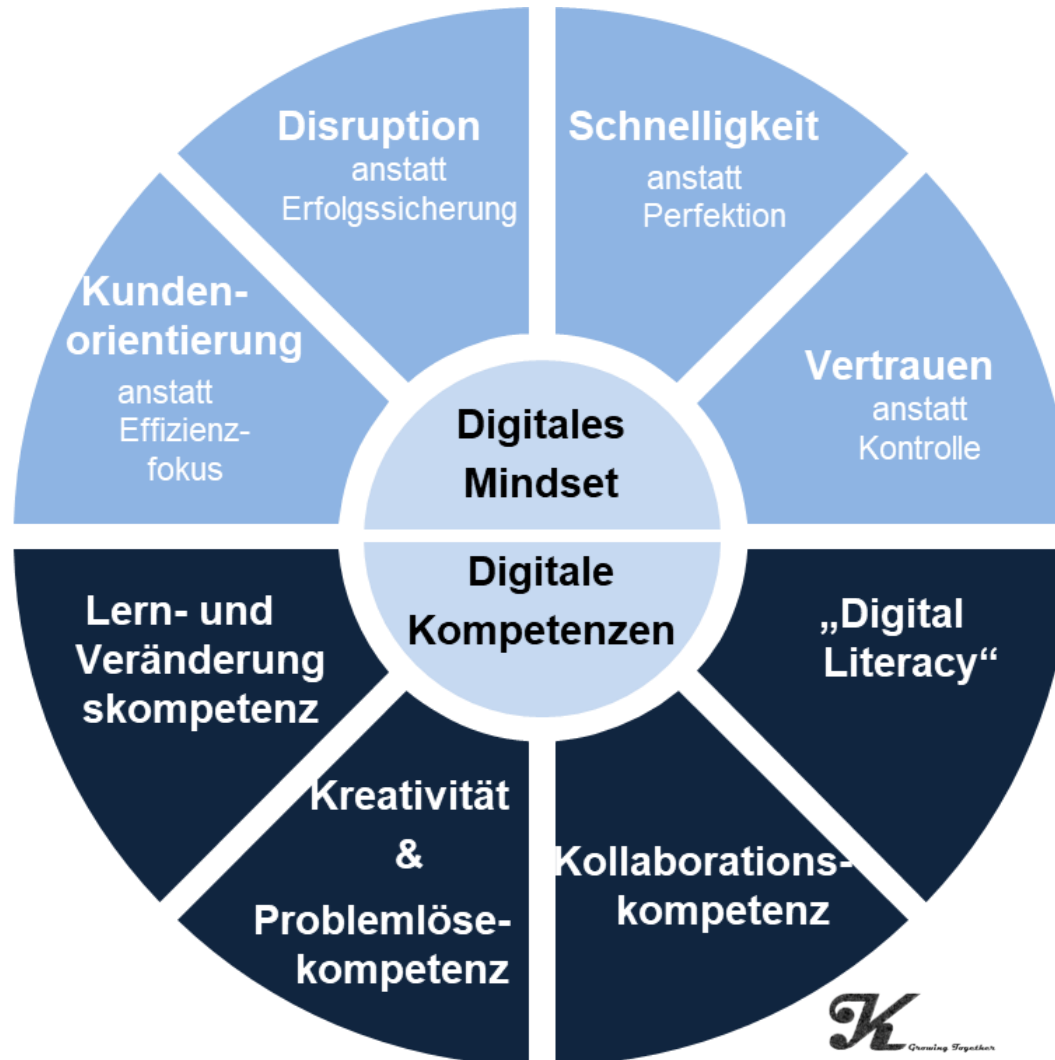 Disruption
anstatt
Erfolgssicherung
Schnelligkeit
anstatt
Perfektion
Kunden-
orientierung
anstatt
Effizienz-
fokus
Vertrauen
anstatt
Kontrolle
Digitales
Mindset
Digitale
Kompetenzen
Lern- und
Veränderung
skompetenz
„Digital
Literacy“
Kreativität
&
Problemlöse-
kompetenz
Kollaborations-
kompetenz
K
Growing Together